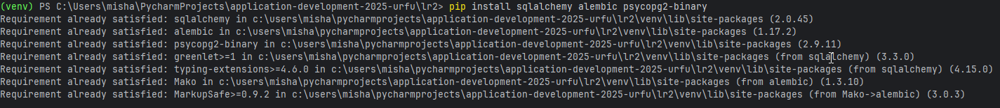 (venv) PS C:\Users\misha\PycharmProjects\application-development-2025-urfu\lr2> pip install sqlalchemy alembic psycopg2-binary
Requirement already satisfied: sqlalchemy in c:\users\misha\pycharmprojects\application-development-2025-urfu\lr2\venv\lib\site-packages (2.0.45)
Requirement already satisfied: alembic in c:\users\misha\pycharmprojects\application-development-2025-urfu\lr2\venv\lib\site-packages (1.17.2)
Requirement already satisfied: psycopg2-binary in c:\users\misha\pycharmprojects\application-development-2025-urfu\lr2\venv\lib\site-packages (2.9.11)
Requirement already satisfied: greenlet>=1 in c:\users\misha\pycharmprojects\application-development-2025-urfu\lr2\venv\lib\site-packages (from sqlalchemy) (3.3.0)
Requirement already satisfied: typing-extensions>=4.6.0 in c:\users\misha\pycharmprojects\application-development-2025-urfu\lr2\venv\lib\site-packages (from sqlalchemy) (4.15.0)
Requirement already satisfied: Mako in c:\users\misha\pycharmprojects\application-development-2025-urfu\lr2\venv\lib\site-packages (from alembic) (1.3.10)
Requirement already satisfied: MarkupSafe>=0.9.2 in c:\users\misha\pycharmprojects\application-development-2025-urfu\lr2\venv\lib\site-packages (from Mako->alembic) (3.0.3)